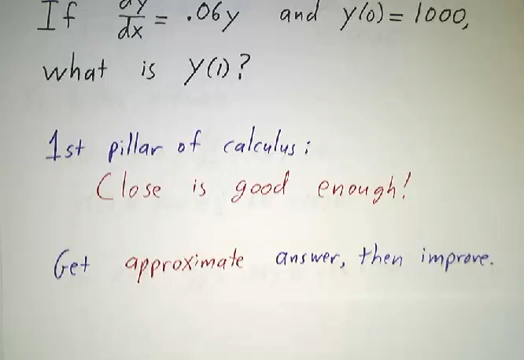 If dy/dx = .06y and y(0) = 1000,
what is y(1)?
1st pillar of calculus:
Close is good enough!
Get approximate answer, then improve.